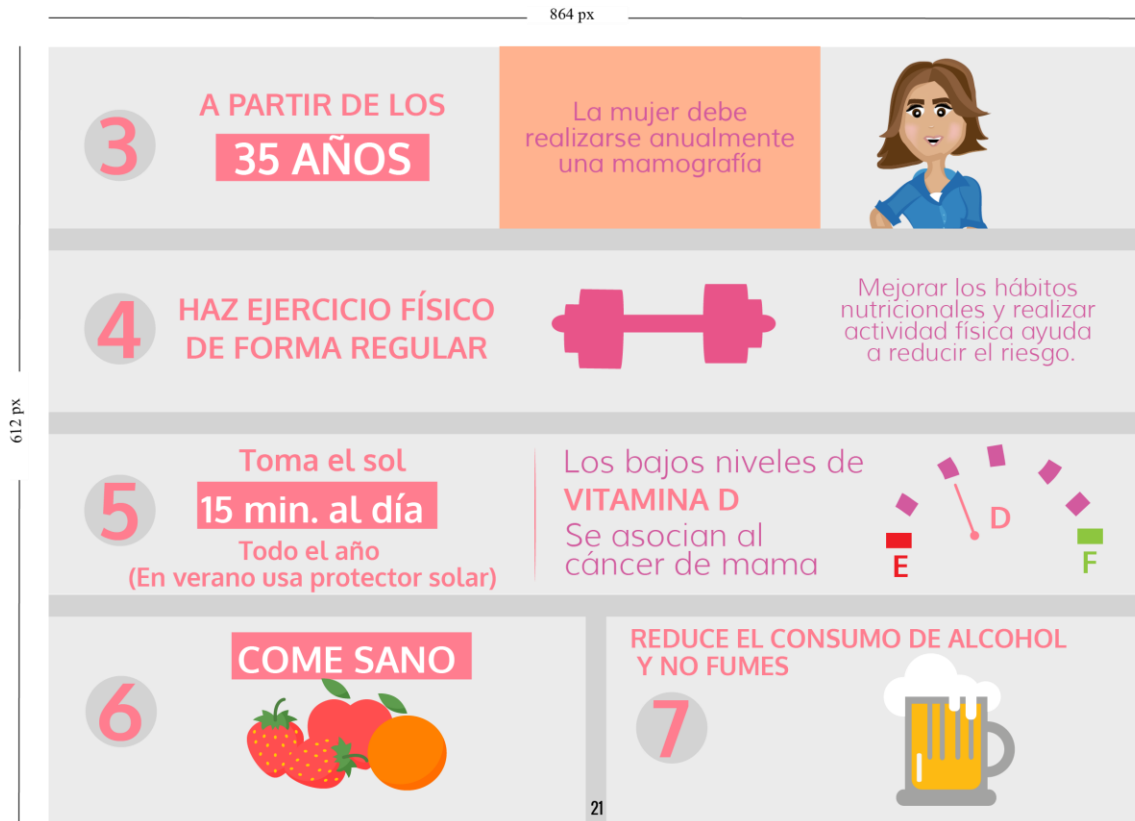 864 px
612 px
3
A PARTIR DE LOS
35 AÑOS
La mujer debe
realizarse anualmente
una mamografía
4
HAZ EJERCICIO FÍSICO
DE FORMA REGULAR
Mejorar los hábitos
nutricionales y realizar
actividad física ayuda
a reducir el riesgo.
5
Toma el sol
15 min. al día
Todo el año
(En verano usa protector solar)
Los bajos niveles de
VITAMINA D
Se asocian al
cáncer de mama
E
D
F
6
COME SANO
REDUCE EL CONSUMO DE ALCOHOL
Y NO FUMES
7
21